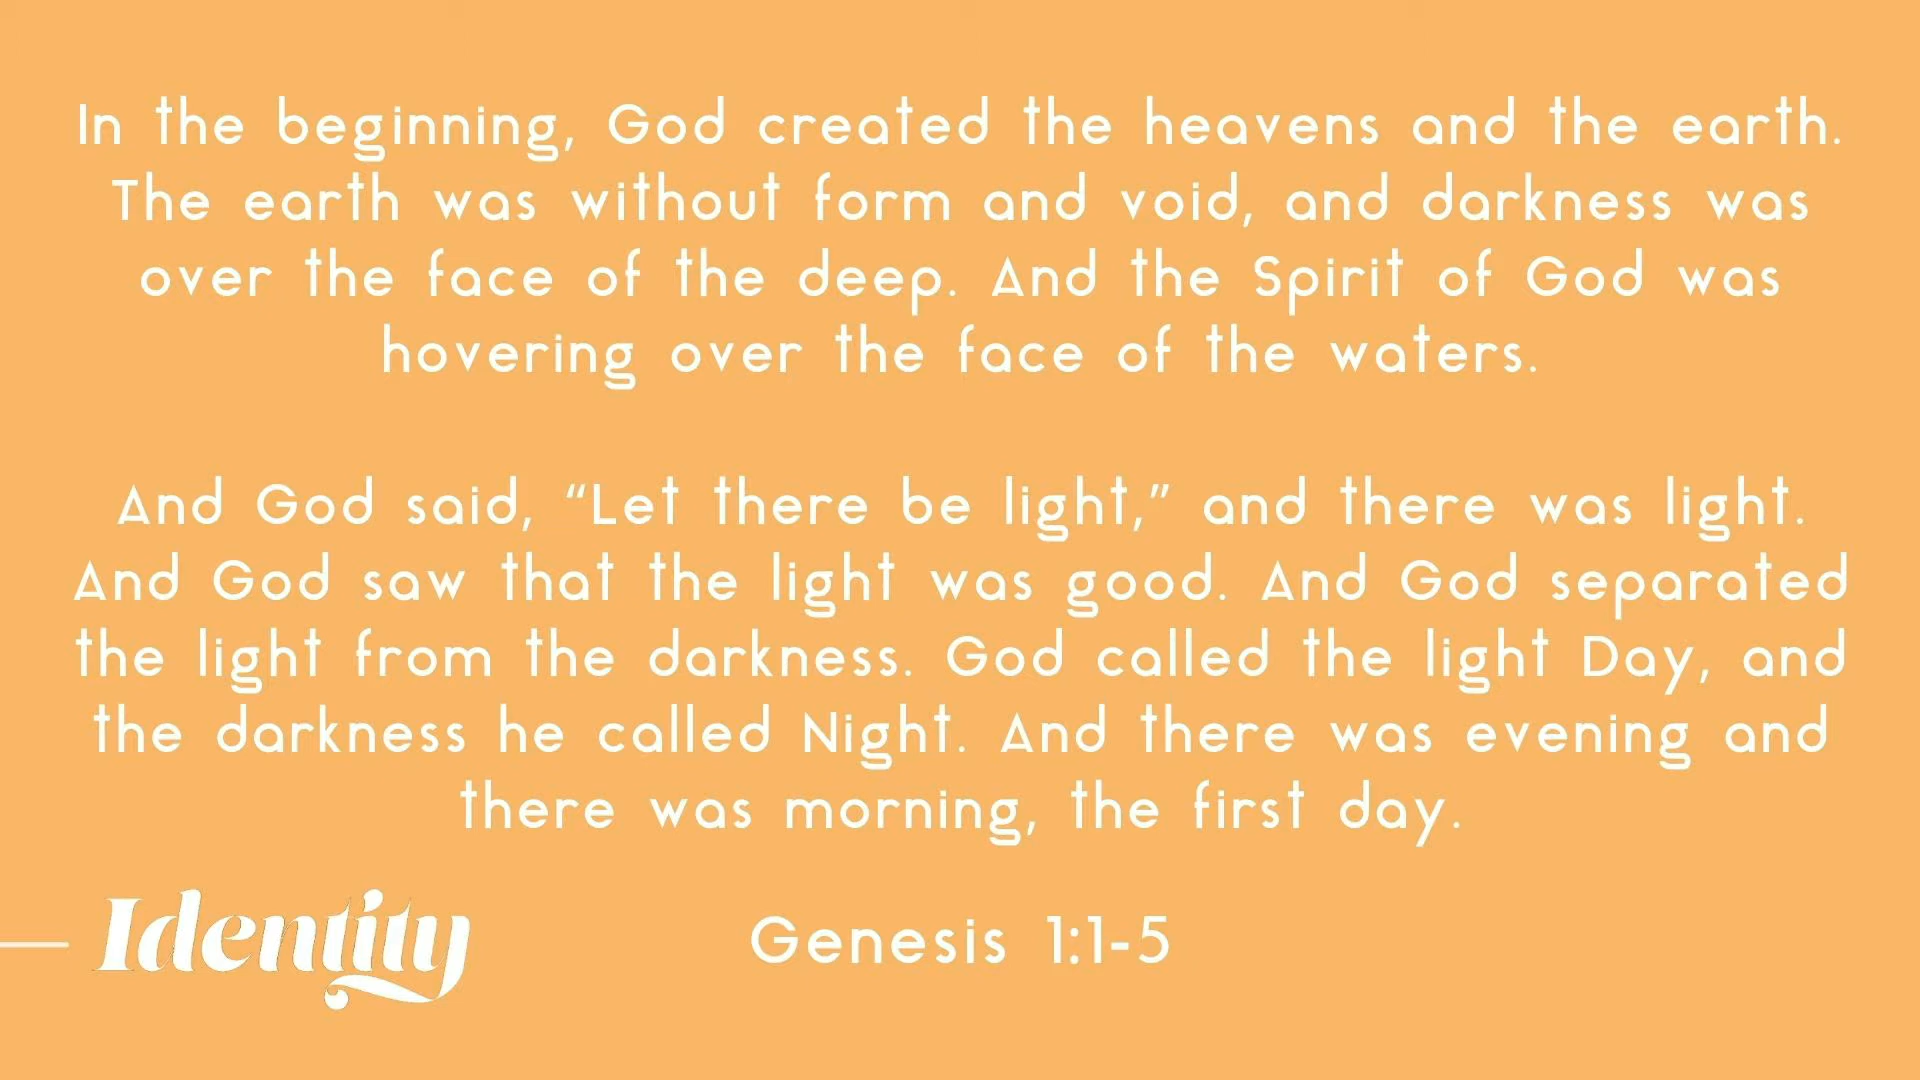 In the beginning, God created the heavens and the earth.
The earth was without form and void, and darkness was
over the face of the deep. And the Spirit of God was
hovering over the face of the waters.
And God said, “Let there be light,” and there was light.
And God saw that the light was good. And God separated
the light from the darkness. God called the light Day, and
the darkness he called Night. And there was evening and
there was morning, the first day.
Identity
Genesis 1:1-5